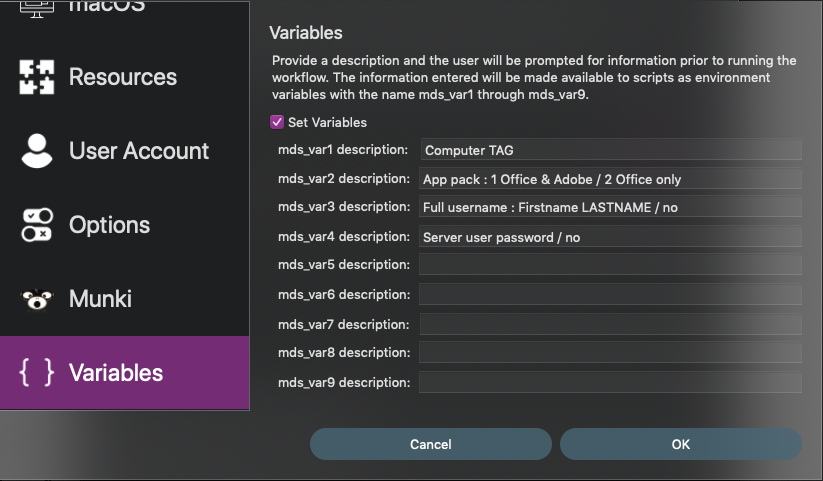 macOS
Resources
User Account
Options
Munki
{ } Variables
Variables
Provide a description and the user will be prompted for information prior to running the
workflow. The information entered will be made available to scripts as environment
variables with the name mds_var1 through mds_var9.
Set Variables
mds_var1 description: Computer TAG
mds_var2 description: App pack : 1 Office & Adobe / 2 Office only
mds_var3 description: Full username : Firstname LASTNAME / no
mds_var4 description: Server user password / no
mds_var5 description:
mds_var6 description:
mds_var7 description:
mds_var8 description:
mds_var9 description:
Cancel OK